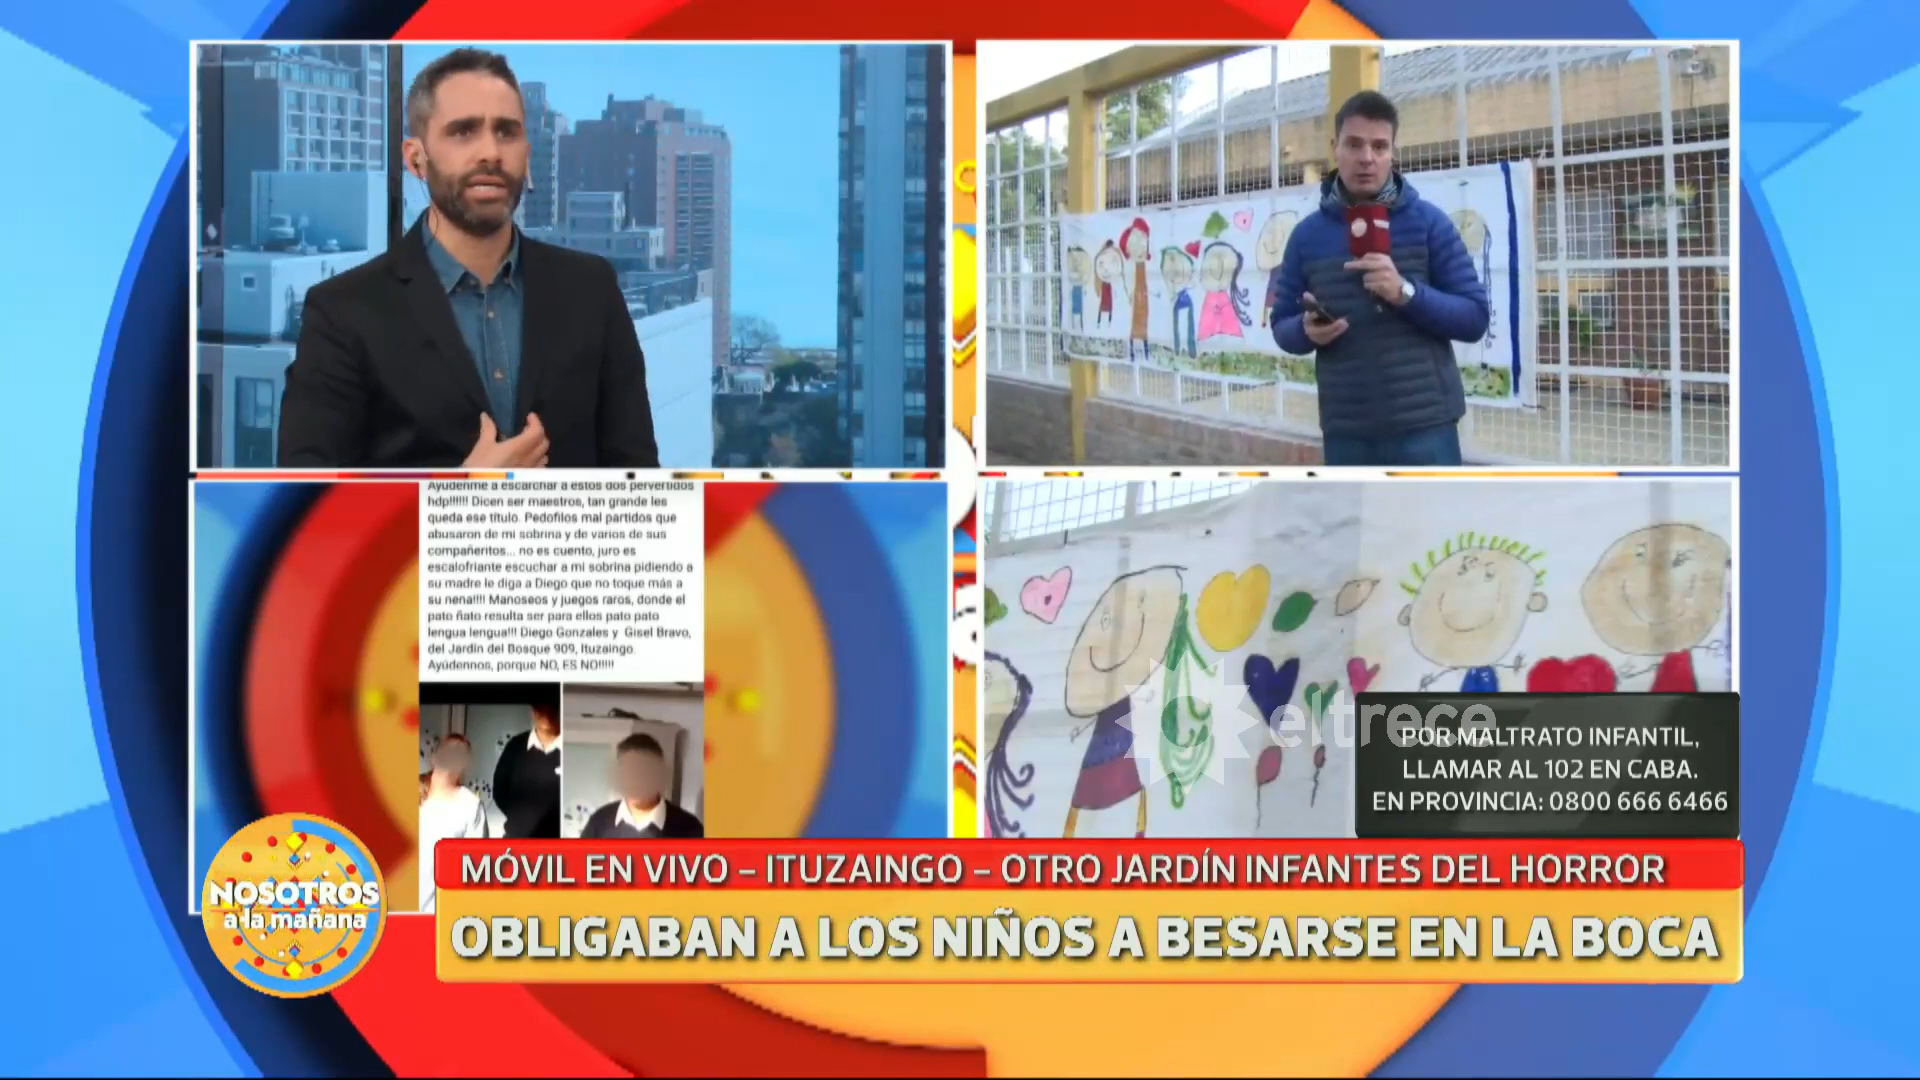 Ayúdenme a escarchar a estos dos pervertidos
hdp!!!!!! Dicen ser maestros, tan grande les
queda ese título. Pedofilos mal partidos que
abusaron de mi sobrina y de varios de sus
compañeritos... no es cuento, juro es
escalofriante escuchar a mi sobrina pidiendo a
su madre le diga a Diego que no toque más a
su nena!!!! Manoseos y juegos raros, donde el
pato ñato resulta ser para ellos pato pato
lengua lengua!!! Diego Gonzales y Gisel Bravo,
del Jardín del Bosque 909, Ituzaingo.
Ayúdennos, porque NO, ES NO!!!!!
eltrece
POR MALTRATO INFANTIL,
LLAMAR AL 102 EN CABA.
EN PROVINCIA: 0800 666 6466
NOSOTROS
a la mañana
MÓVIL EN VIVO – ITUZAINGO – OTRO JARDÍN INFANTES DEL HORROR
OBLIGABAN A LOS NIÑOS A BESARSE EN LA BOCA